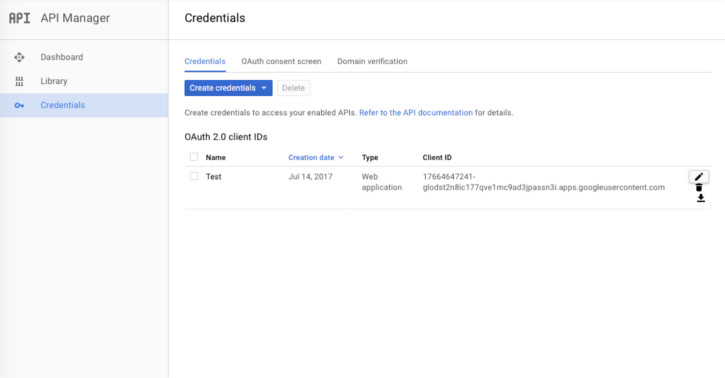 API API Manager
Credentials
Dashboard
Library
Credentials
Credentials OAuth consent screen Domain verification
Create credentials Delete
Create credentials to access your enabled APIs. Refer to the API documentation for details.
OAuth 2.0 client IDs
Name Creation date Type Client ID
Test Jul 14, 2017 Web application 17664647241-
glodst2n8ic177qve1mc9ad3jpassn3i.apps.googleusercontent.com